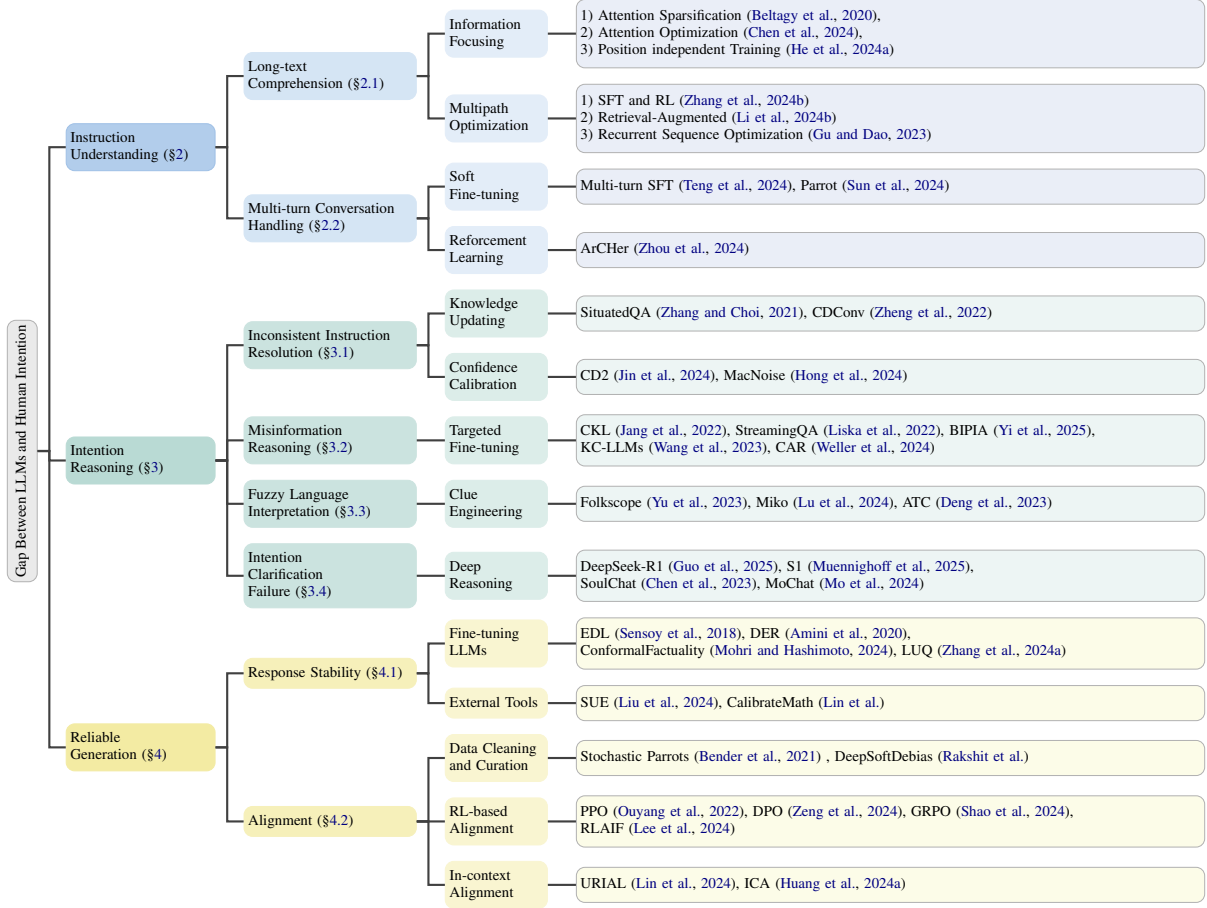 Gap Between LLMs and Human Intention
Instruction
Understanding (§2)
Long-text
Comprehension (§2.1)
Information
Focusing
1) Attention Sparsification (Beltagy et al., 2020),
2) Attention Optimization (Chen et al., 2024),
3) Position independent Training (He et al., 2024a)
Multipath
Optimization
1) SFT and RL (Zhang et al., 2024b)
2) Retrieval-Augmented (Li et al., 2024b)
3) Recurrent Sequence Optimization (Gu and Dao, 2023)
Multi-turn Conversation
Handling (§2.2)
Soft
Fine-tuning
Multi-turn SFT (Teng et al., 2024), Parrot (Sun et al., 2024)
Reforcement
Learning
ArCHer (Zhou et al., 2024)
Intention
Reasoning (§3)
Inconsistent Instruction
Resolution (§3.1)
Knowledge
Updating
SituatedQA (Zhang and Choi, 2021), CDConv (Zheng et al., 2022)
Confidence
Calibration
CD2 (Jin et al., 2024), MacNoise (Hong et al., 2024)
Misinformation
Reasoning (§3.2)
Targeted
Fine-tuning
CKL (Jang et al., 2022), StreamingQA (Liska et al., 2022), BIPIA (Yi et al., 2025),
KC-LLMs (Wang et al., 2023), CAR (Weller et al., 2024)
Fuzzy Language
Interpretation (§3.3)
Clue
Engineering
Folkscope (Yu et al., 2023), Miko (Lu et al., 2024), ATC (Deng et al., 2023)
Intention
Clarification
Failure (§3.4)
Deep
Reasoning
DeepSeek-R1 (Guo et al., 2025), S1 (Muennighoff et al., 2025),
SoulChat (Chen et al., 2023), MoChat (Mo et al., 2024)
Reliable
Generation (§4)
Response Stability (§4.1)
Fine-tuning
LLMs
EDL (Sensoy et al., 2018), DER (Amini et al., 2020),
ConformalFactuality (Mohri and Hashimoto, 2024), LUQ (Zhang et al., 2024a)
External Tools
SUE (Liu et al., 2024), CalibrateMath (Lin et al.)
Alignment (§4.2)
Data Cleaning
and Curation
Stochastic Parrots (Bender et al., 2021) , DeepSoftDebias (Rakshit et al.)
RL-based
Alignment
PPO (Ouyang et al., 2022), DPO (Zeng et al., 2024), GRPO (Shao et al., 2024),
RLAIF (Lee et al., 2024)
In-context
Alignment
URIAL (Lin et al., 2024), ICA (Huang et al., 2024a)